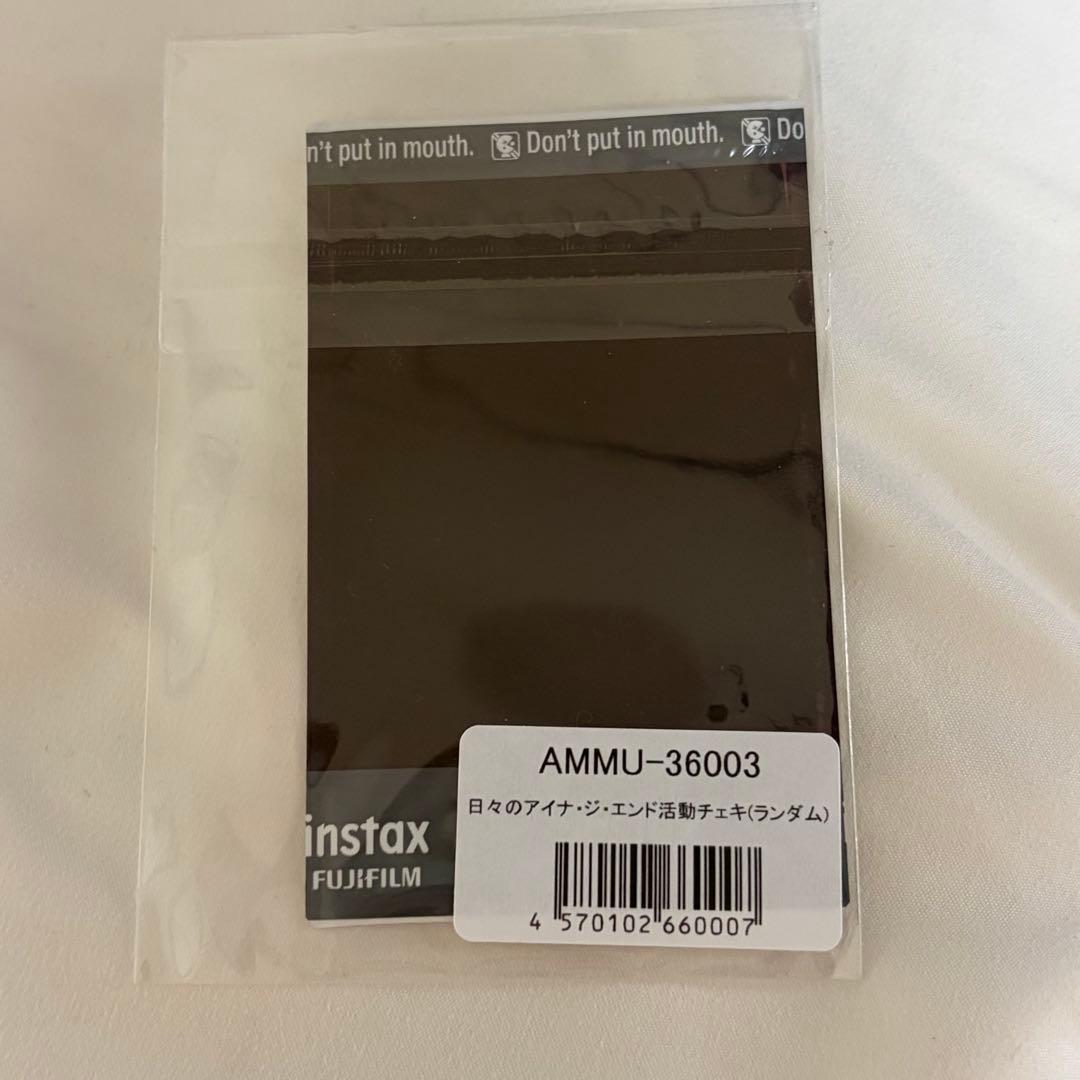 n't put in mouth. Don't put in mouth. Do
AMMU-36003
日々のアイナ・ジ・エンド活動チェキ(ランダム)
4 570102 660007
instax
FUJIFILM